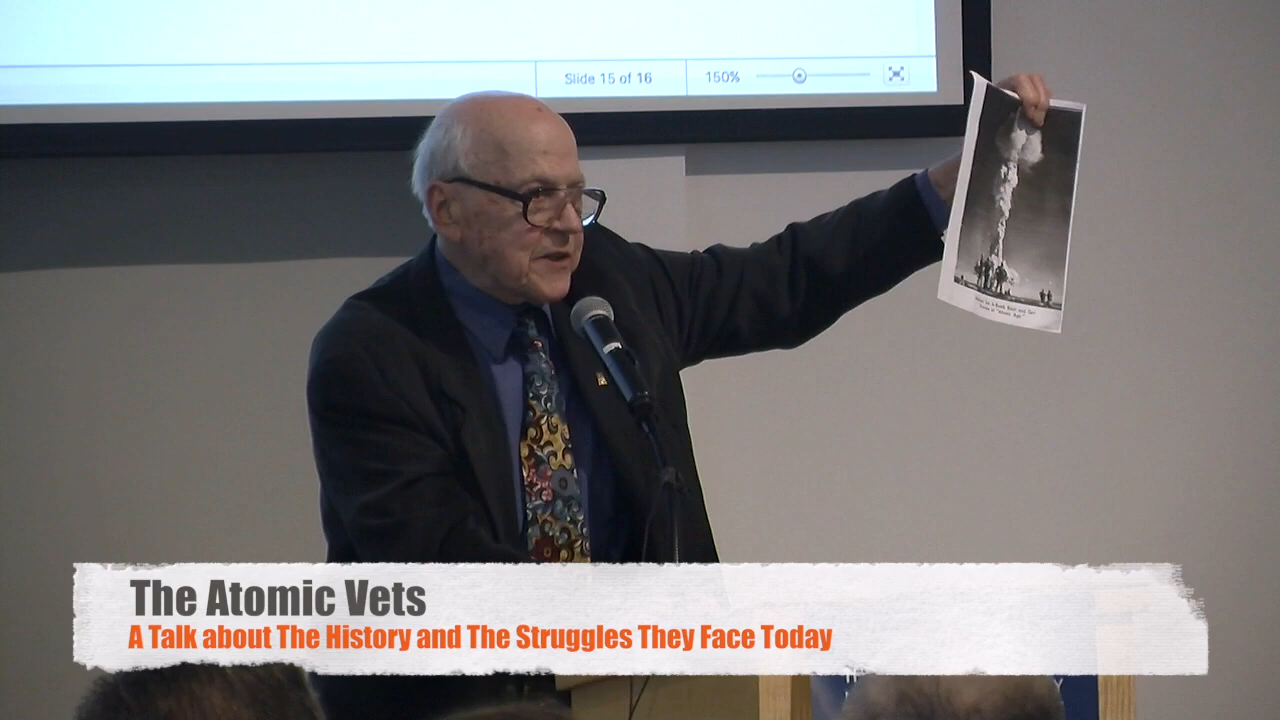 Slide 15 of 16
150%
The Atomic Vets
A Talk about The History and The Struggles They Face Today